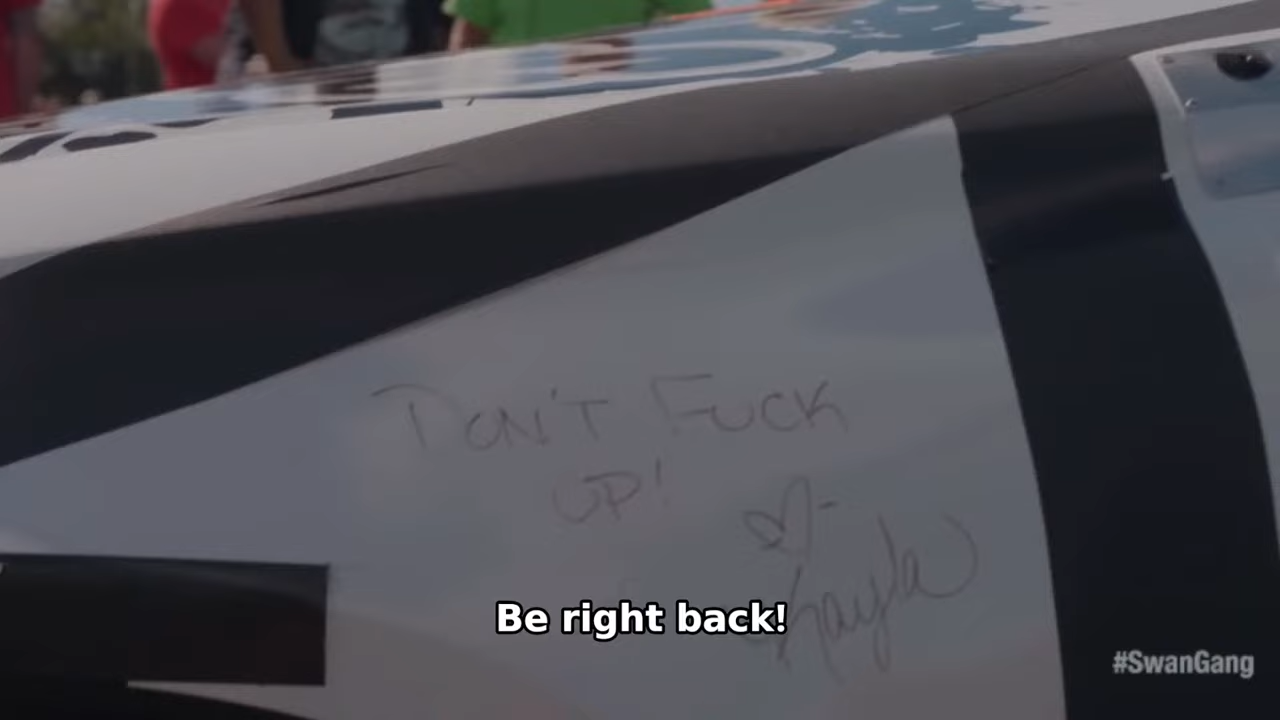 DON'T FUCK
UP!
♡- Kayla
Be right back!
#SwanGang